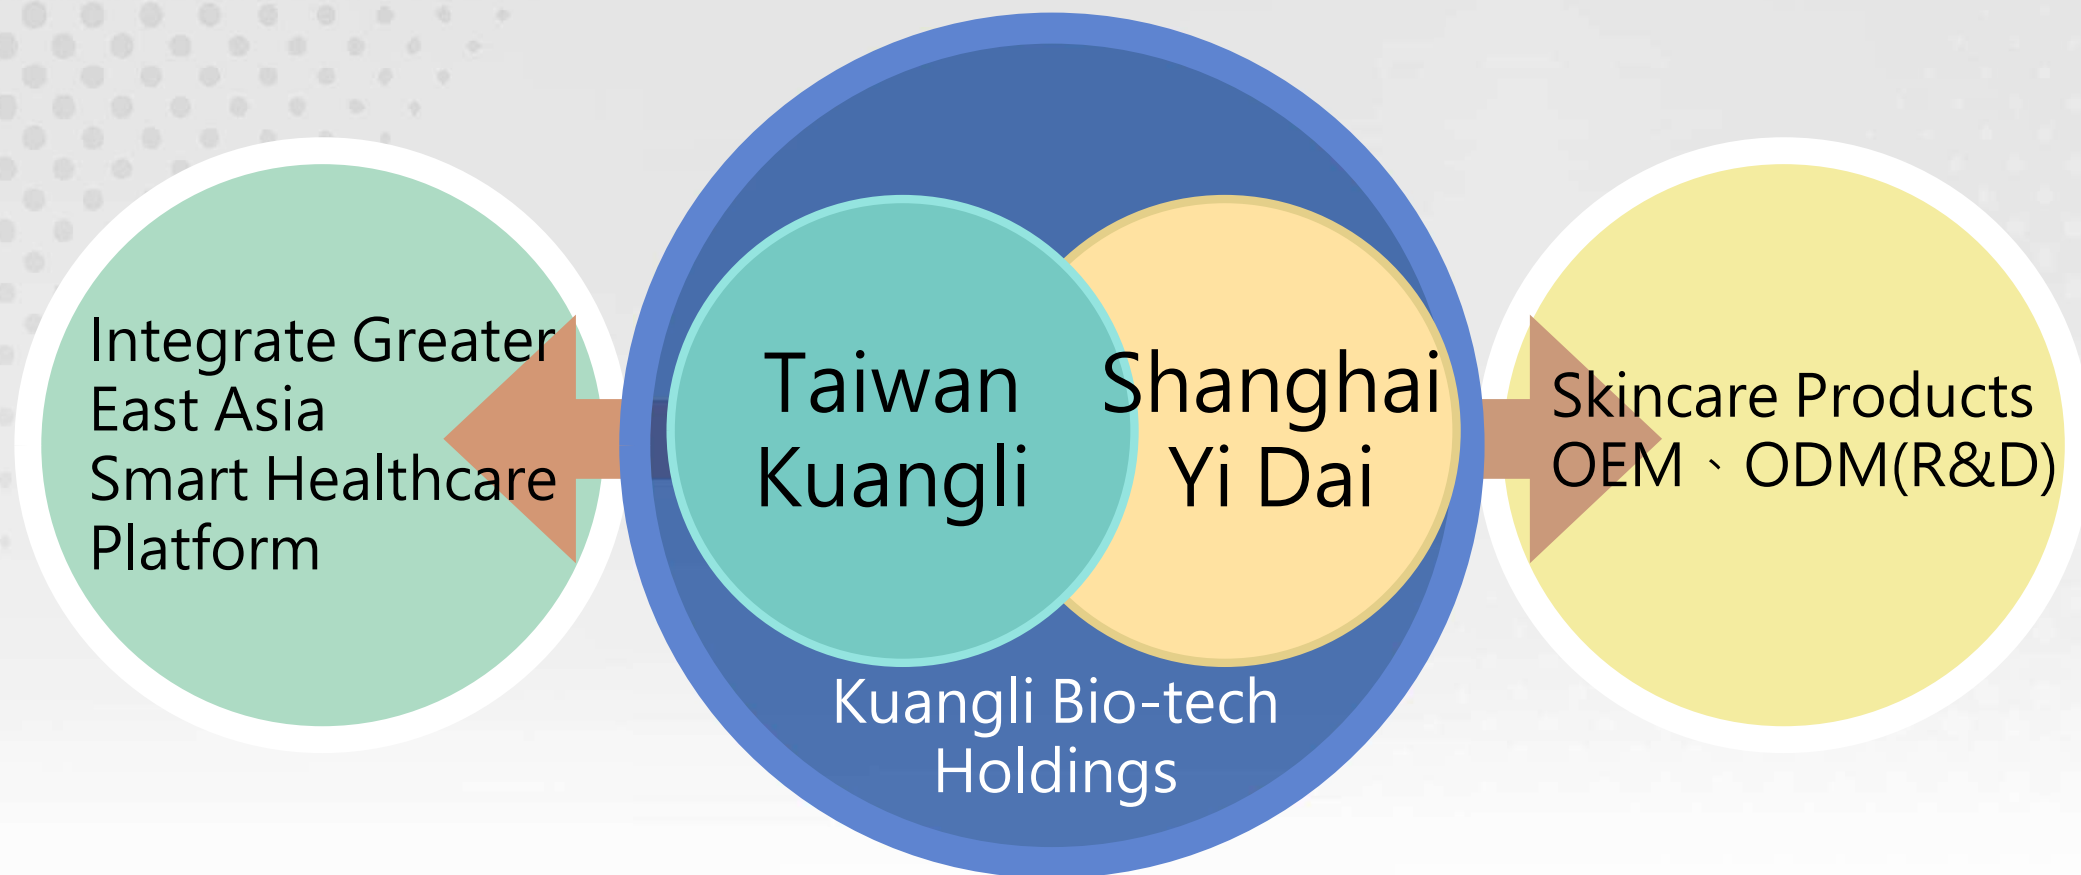 Integrate Greater
East Asia
Smart Healthcare
Platform
Taiwan
Kuangli
Shanghai
Yi Dai
Kuangli Bio-tech
Holdings
Skincare Products
OEM、ODM(R&D)